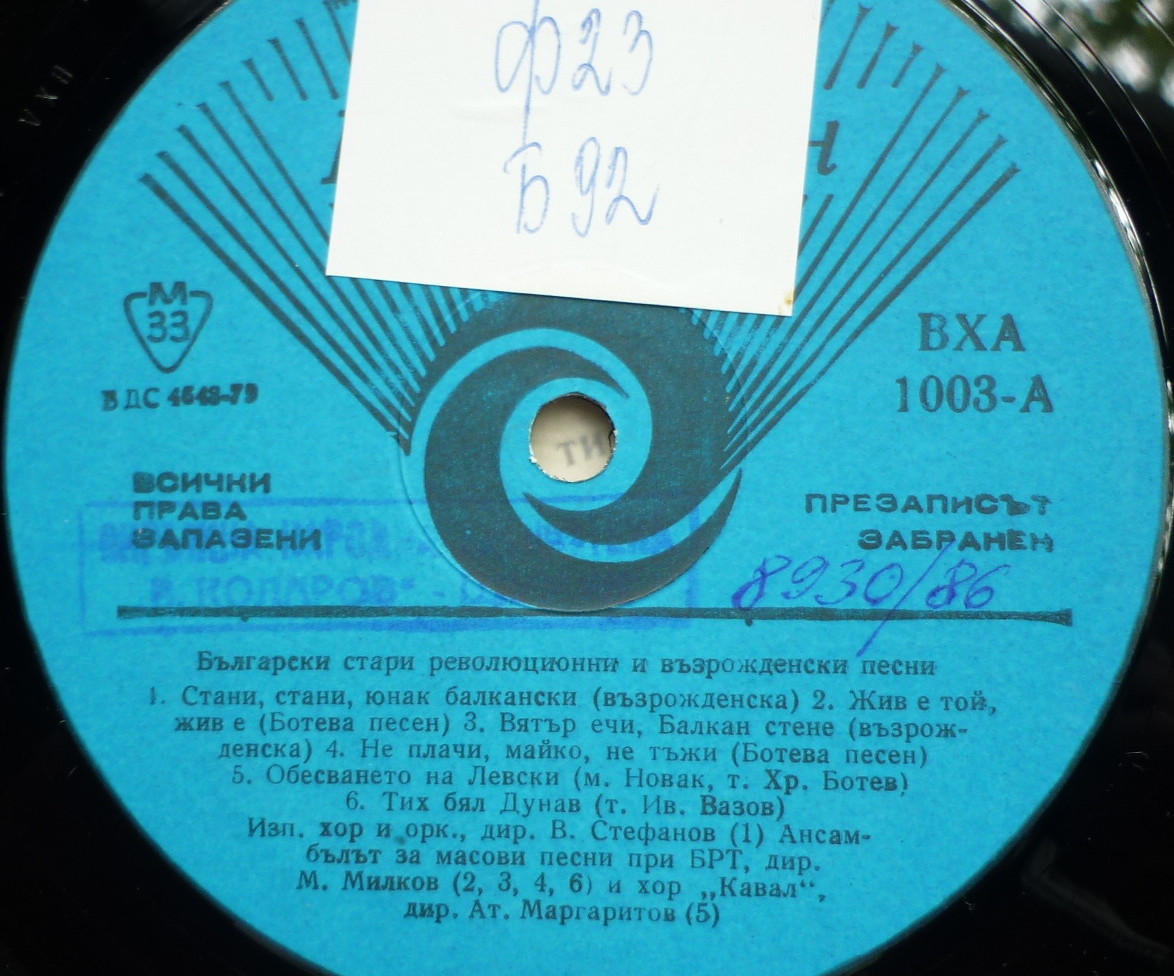 ф23
Б92
М
33
БДС 4643-79
ВХА
1003-А
ти
ВСИЧКИ
ПРАВА
ЗАПАЗЕНИ
ПРЕЗАПИСЪТ
ЗАБРАНЕН
В. КОЛАРОВ" -
8930/86
Български стари революционни и възрожденски песни
1. Стани, стани, юнак балкански (възрожденска) 2. Жив е той,
жив е (Ботева песен) 3. Вятър ечи, Балкан стене (възрож-
денска) 4. Не плачи, майко, не тъжи (Ботева песен)
5. Обесването на Левски (м. Новак, т. Хр. Ботев)
6. Тих бял Дунав (т. Ив. Вазов)
Изп. хор и орк., дир. В. Стефанов (1) Ансам-
бълът за масови песни при БРТ, дир.
М. Милков (2, 3, 4, 6) и хор „Кавал“,
дир. Ат. Маргаритов (5)